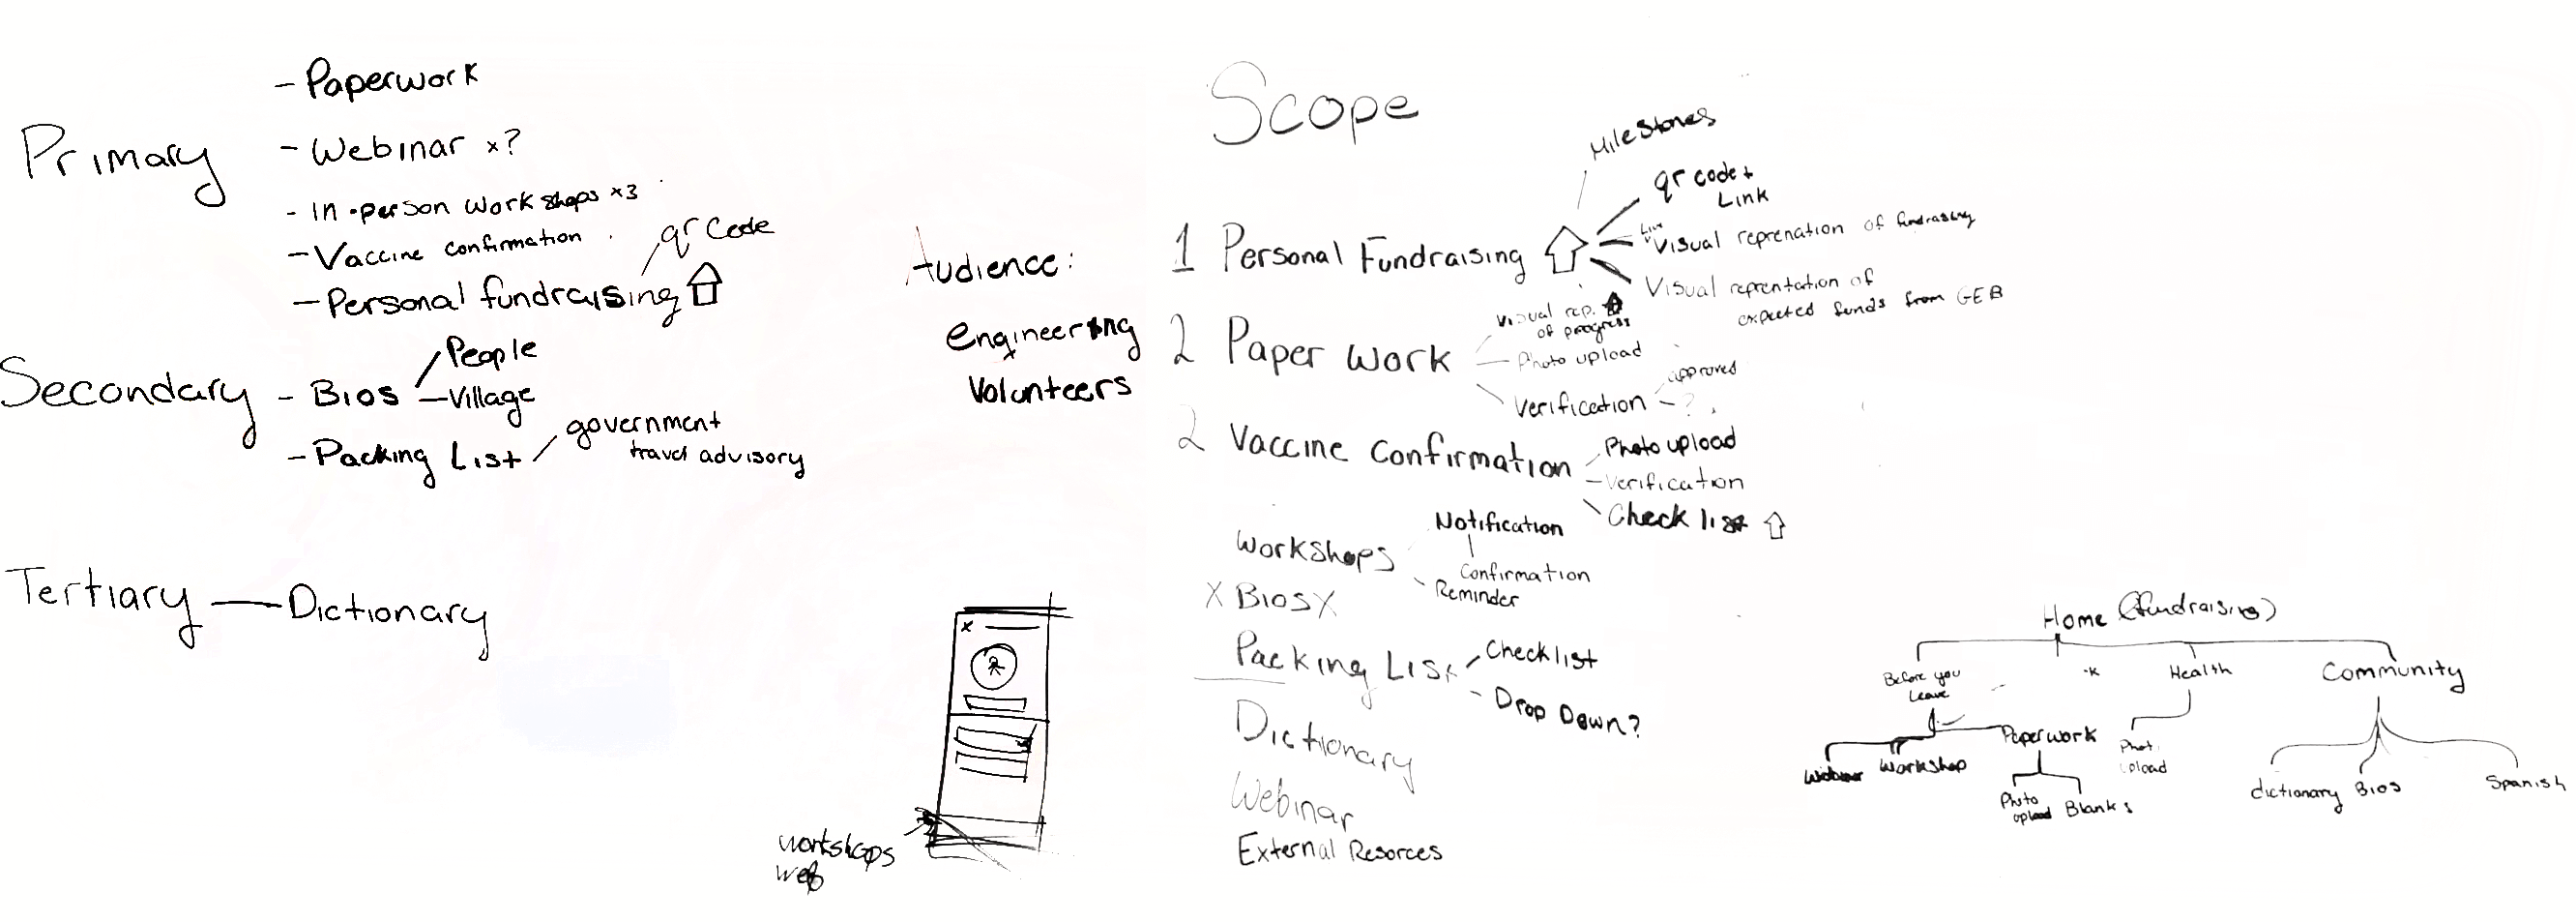 - Paperwork
Primary
- Webinar x?
- In-person workshops x3
- Vaccine confirmation
qr code
- Personal fundraising
Secondary
- Bios
People
- Village
- Packing List
government
travel advisory
Tertiary — Dictionary
Audience:
engineering
Volunteers
x
workshops
web
Scope
Milestones
qr code +
Link
1 Personal Fundraising
Live
Visual reprenation of fundrasing
Visual reprentation of
expected funds from GEB
2 Paper work
Visual rep.
of progress
- Photo upload
Verification - ?
approved
2 Vaccine Confirmation
Photo upload
- Verification
Check list
Workshops
Notification
Confirmation
Reminder
X Bios X
Packing List
Checklist
- Drop Down?
Dictionary
Webinar
External Resorces
Home (fundraising)
Before you
Leave
Health
Community
Webinar
Workshop
Paperwork
Photo
upload
Blanks
Phot
upload
dictionary
Bios
Spanish